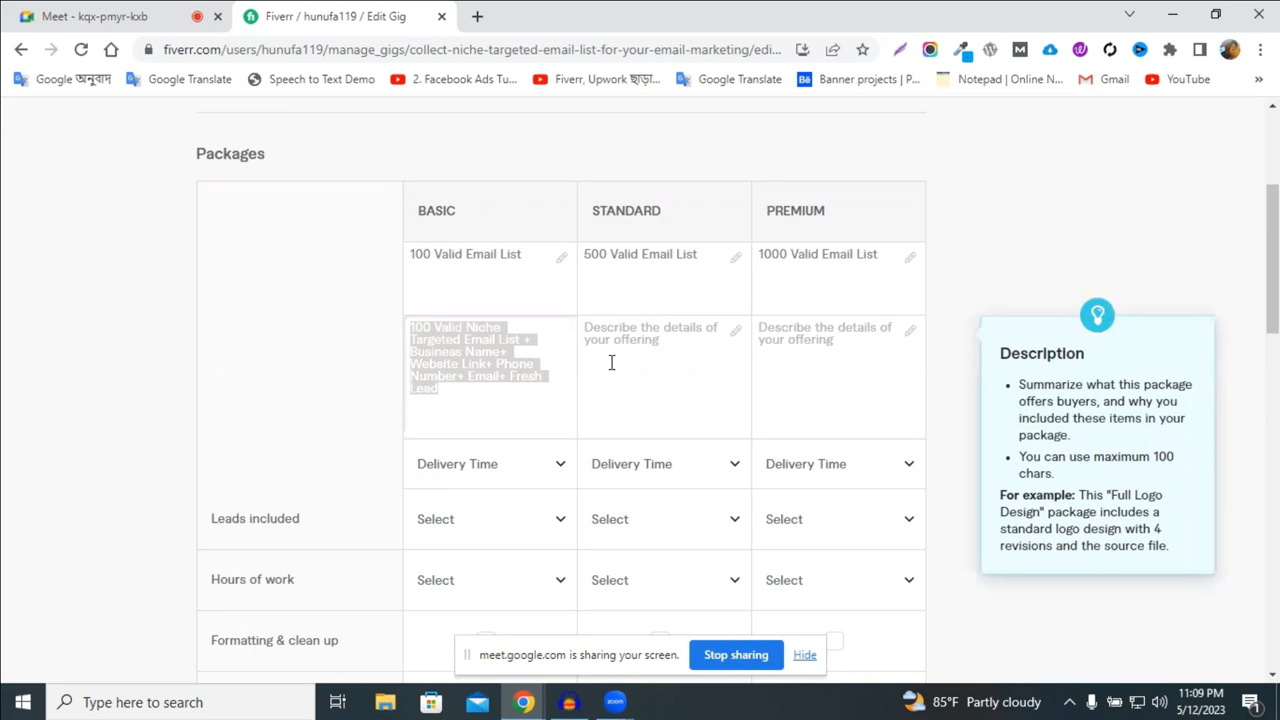 Meet - kqx-pmyr-kxb
Fiverr / hunufa119 / Edit Gig
fiverr.com/users/hunufa119/manage_gigs/collect-niche-targeted-email-list-for-your-email-marketing/edi...
Google অনুবাদ
Google Translate
Speech to Text Demo
2. Facebook Ads Tu...
Fiverr, Upwork ছাড়া...
Google Translate
Banner projects | P...
Notepad | Online N...
Gmail
YouTube
»
Packages
BASIC
STANDARD
PREMIUM
100 Valid Email List
500 Valid Email List
1000 Valid Email List
100 Valid Niche
Targeted Email List +
Business Name+
Website Link+ Phone
Number+ Email+ Fresh
Lead
Describe the details of
your offering
Describe the details of
your offering
Delivery Time
Delivery Time
Delivery Time
Leads included
Select
Select
Select
Hours of work
Select
Select
Select
Formatting & clean up
Description
• Summarize what this package
offers buyers, and why you
included these items in your
package.
• You can use maximum 100
chars.
For example: This "Full Logo
Design" package includes a
standard logo design with 4
revisions and the source file.
meet.google.com is sharing your screen.
Stop sharing
Hide
Type here to search
zoom
85°F Partly cloudy
11:09 PM
5/12/2023